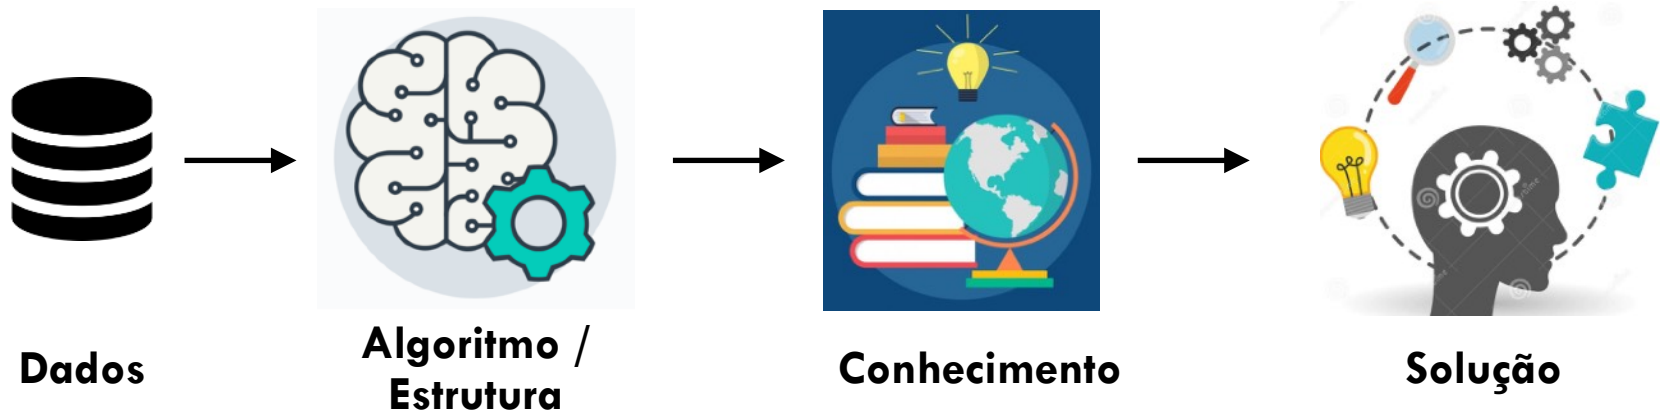 Dados
Algoritmo /
Estrutura
Conhecimento
Solução